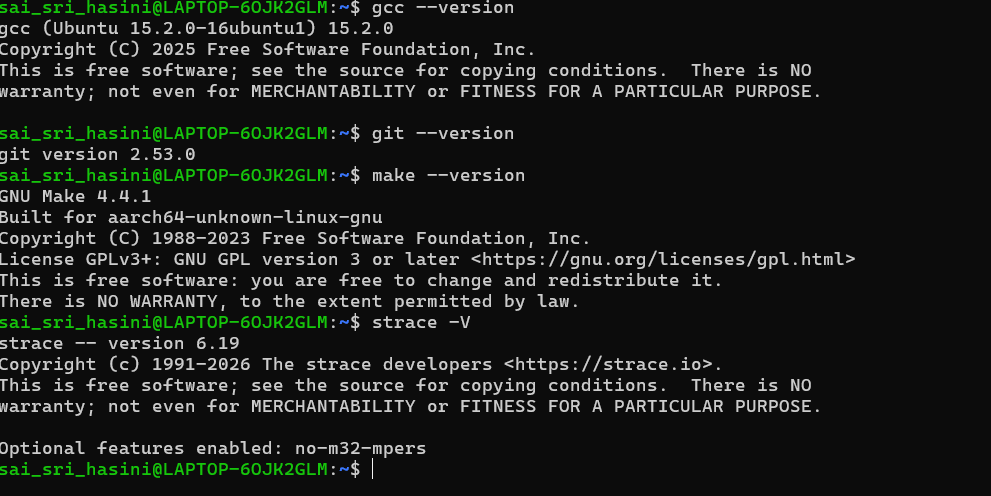 sai_sri_hasini@LAPTOP-6OJK2GLM:~$ gcc --version
gcc (Ubuntu 15.2.0-16ubuntu1) 15.2.0
Copyright (C) 2025 Free Software Foundation, Inc.
This is free software; see the source for copying conditions.  There is NO
warranty; not even for MERCHANTABILITY or FITNESS FOR A PARTICULAR PURPOSE.
sai_sri_hasini@LAPTOP-6OJK2GLM:~$ git --version
git version 2.53.0
sai_sri_hasini@LAPTOP-6OJK2GLM:~$ make --version
GNU Make 4.4.1
Built for aarch64-unknown-linux-gnu
Copyright (C) 1988-2023 Free Software Foundation, Inc.
License GPLv3+: GNU GPL version 3 or later <https://gnu.org/licenses/gpl.html>
This is free software: you are free to change and redistribute it.
There is NO WARRANTY, to the extent permitted by law.
sai_sri_hasini@LAPTOP-6OJK2GLM:~$ strace -V
strace -- version 6.19
Copyright (c) 1991-2026 The strace developers <https://strace.io>.
This is free software; see the source for copying conditions.  There is NO
warranty; not even for MERCHANTABILITY or FITNESS FOR A PARTICULAR PURPOSE.
Optional features enabled: no-m32-mpers
sai_sri_hasini@LAPTOP-6OJK2GLM:~$